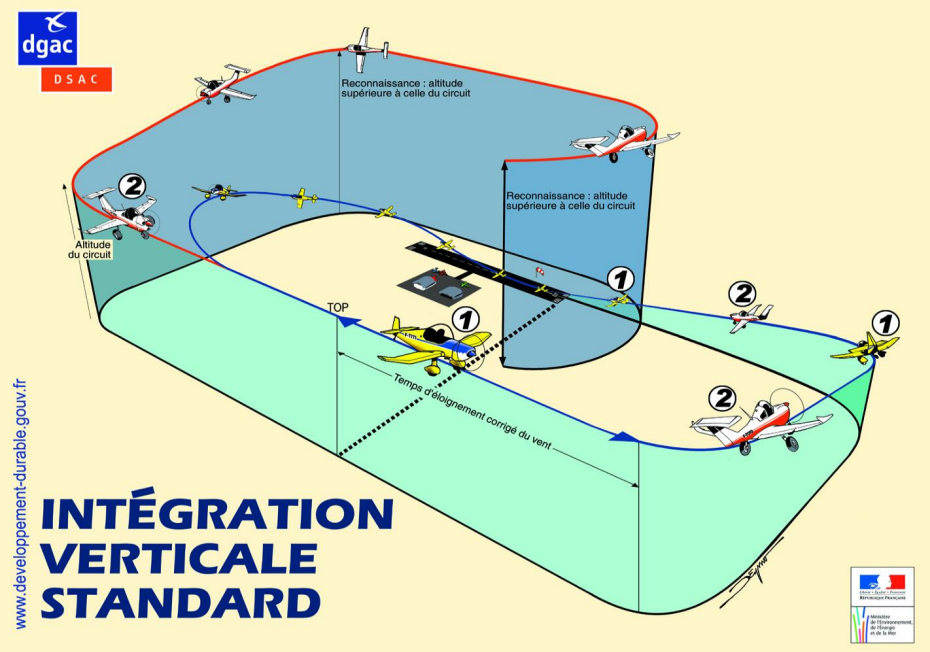 dgac
DSAC
Reconnaissance : altitude
supérieure à celle du circuit
Reconnaissance : altitude
supérieure à celle du circuit
2
Altitude
du circuit
1
2
1
TOP
1
2
Temps d'éloignement corrigé du vent
www.developpement-durable.gouv.fr
INTÉGRATION
VERTICALE
STANDARD
Liberté • Égalité • Fraternité
RÉPUBLIQUE FRANÇAISE
Ministère
de l'Environnement,
de l'Énergie
et de la Mer